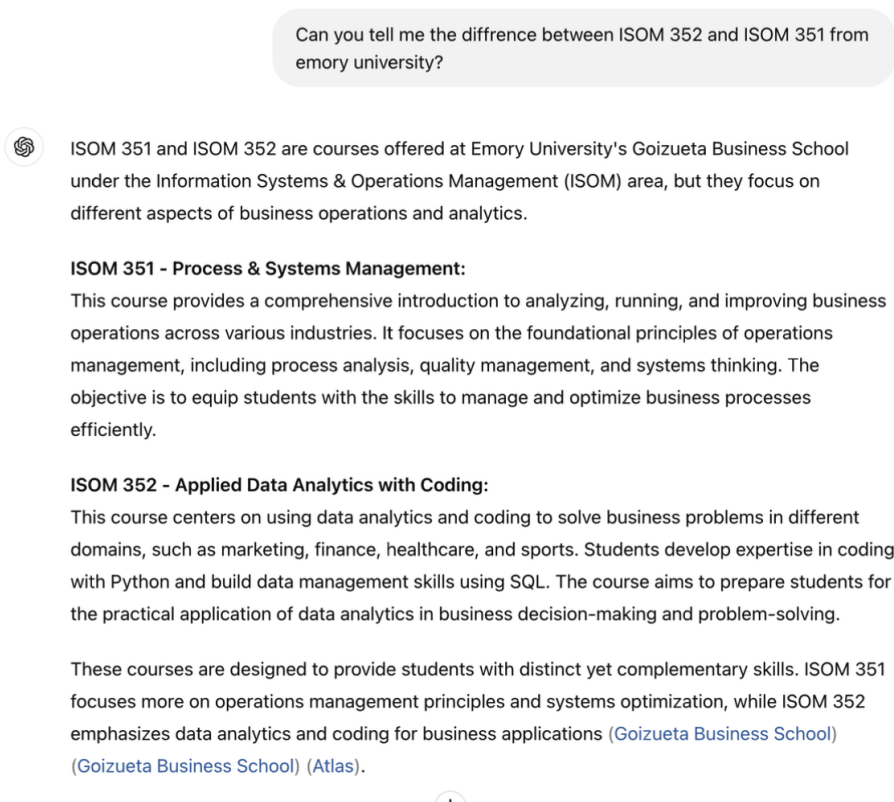 Can you tell me the diffrence between ISOM 352 and ISOM 351 from
emory university?
ISOM 351 and ISOM 352 are courses offered at Emory University's Goizueta Business School
under the Information Systems & Operations Management (ISOM) area, but they focus on
different aspects of business operations and analytics.
ISOM 351 - Process & Systems Management:
This course provides a comprehensive introduction to analyzing, running, and improving business
operations across various industries. It focuses on the foundational principles of operations
management, including process analysis, quality management, and systems thinking. The
objective is to equip students with the skills to manage and optimize business processes
efficiently.
ISOM 352 - Applied Data Analytics with Coding:
This course centers on using data analytics and coding to solve business problems in different
domains, such as marketing, finance, healthcare, and sports. Students develop expertise in coding
with Python and build data management skills using SQL. The course aims to prepare students for
the practical application of data analytics in business decision-making and problem-solving.
These courses are designed to provide students with distinct yet complementary skills. ISOM 351
focuses more on operations management principles and systems optimization, while ISOM 352
emphasizes data analytics and coding for business applications (Goizueta Business School)
(Goizueta Business School) (Atlas).